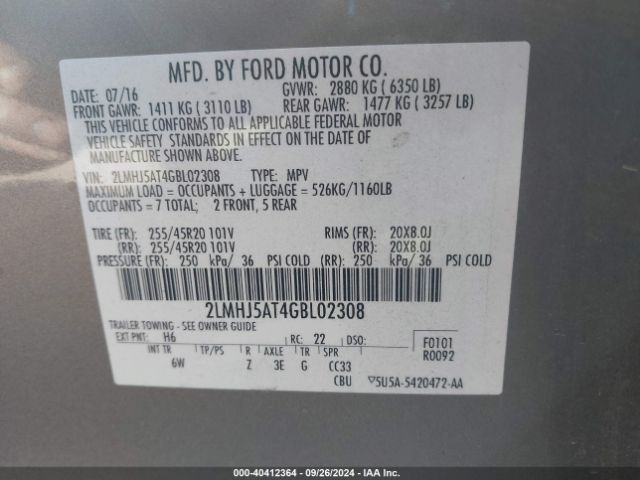 MFD. BY FORD MOTOR CO.
DATE: 07/16 GVWR: 2880 KG ( 6350 LB)
FRONT GAWR: 1411 KG ( 3110 LB) REAR GAWR: 1477 KG ( 3257 LB)
THIS VEHICLE CONFORMS TO ALL APPLICABLE FEDERAL MOTOR
VEHICLE SAFETY STANDARDS IN EFFECT ON THE DATE OF
MANUFACTURE SHOWN ABOVE.
VIN: 2LMHJ5AT4GBL02308 TYPE: MPV
MAXIMUM LOAD = OCCUPANTS + LUGGAGE = 526KG/1160LB
OCCUPANTS = 7 TOTAL; 2 FRONT, 5 REAR
TIRE (FR): 255/45R20 101V RIMS (FR): 20X8.0J
(RR): 255/45R20 101V (RR): 20X8.0J
PRESSURE (FR): 250 kPa/ 36 PSI COLD (RR): 250 kPa/ 36 PSI COLD
2LMHJ5AT4GBL02308
TRAILER TOWING - SEE OWNER GUIDE
EXT PNT: H6 RC: 22 DSO: F0101
R0092
INT TR TP/PS R AXLE TR SPR
6W Z 3E G CC33
CBU 5U5A-5420472-AA
000-40412364 - 09/26/2024 - IAAI.com